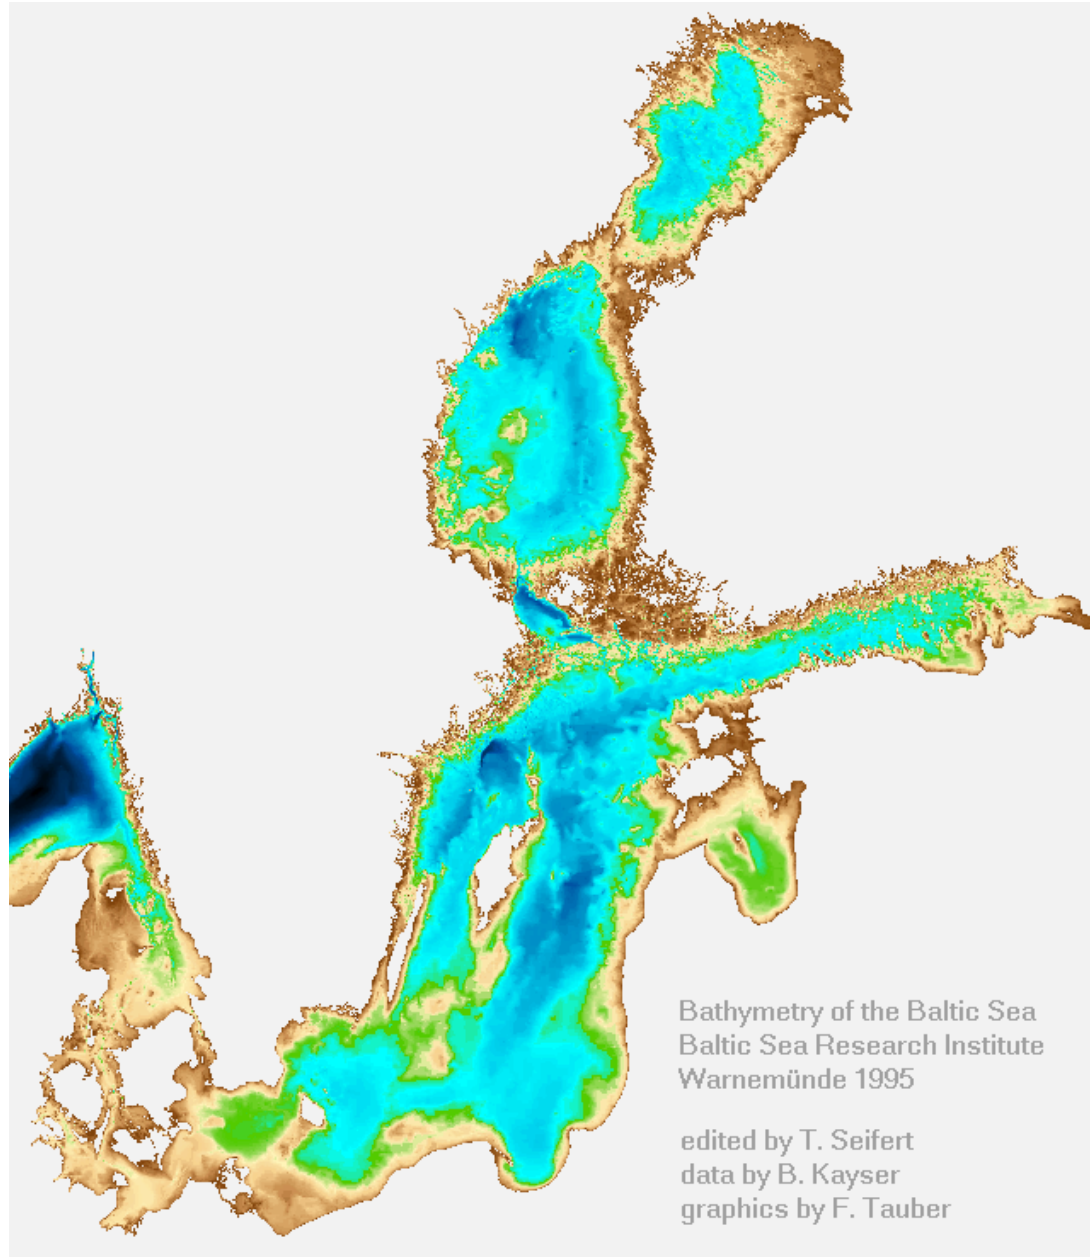 Bathymetry of the Baltic Sea
Baltic Sea Research Institute
Warnemünde 1995
edited by T. Seifert
data by B. Kayser
graphics by F. Tauber